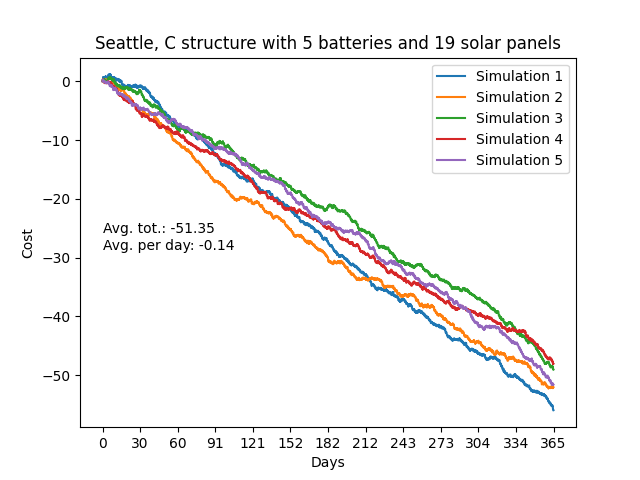 Seattle, C structure with 5 batteries and 19 solar panels
Simulation 1
Simulation 2
Simulation 3
Simulation 4
Simulation 5
Avg. tot.: -51.35
Avg. per day: -0.14
Cost
0
−10
−20
−30
−40
−50
0 30 60 91 121 152 182 212 243 273 304 334 365
Days